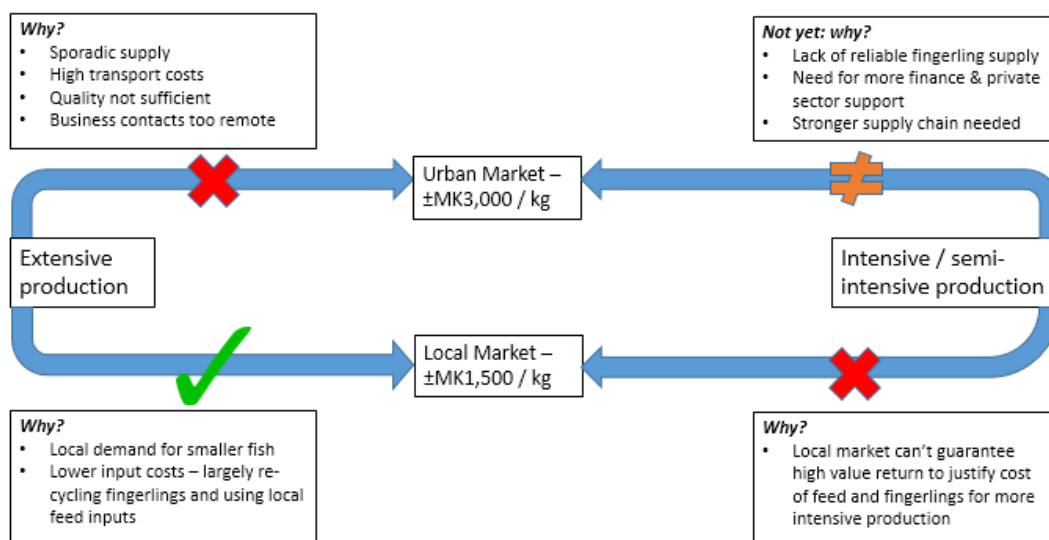 Why?
• Sporadic supply
• High transport costs
• Quality not sufficient
• Business contacts too remote
Not yet: why?
• Lack of reliable fingerling supply
• Need for more finance & private
sector support
• Stronger supply chain needed
Urban Market –
±MK3,000 / kg
Extensive
production
Intensive / semi-
intensive production
Local Market –
±MK1,500 / kg
Why?
• Local demand for smaller fish
• Lower input costs – largely re-
cycling fingerlings and using local
feed inputs
Why?
• Local market can't guarantee
high value return to justify cost
of feed and fingerlings for more
intensive production